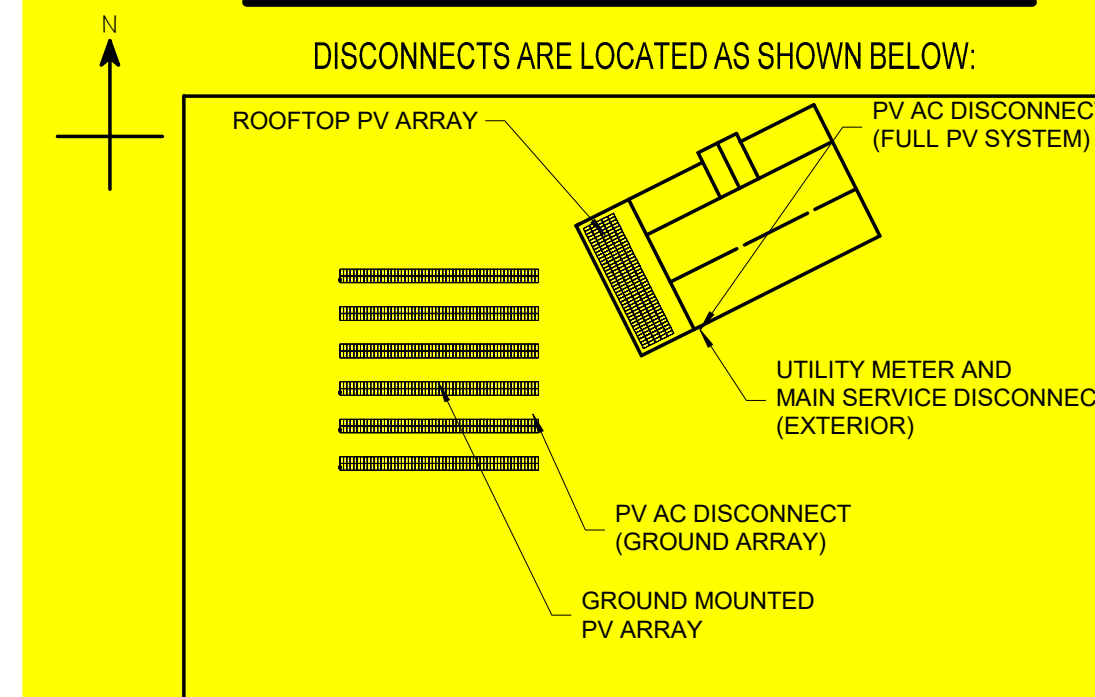 N
DISCONNECTS ARE LOCATED AS SHOWN BELOW:
ROOFTOP PV ARRAY
PV AC DISCONNECT
(FULL PV SYSTEM)
UTILITY METER AND
MAIN SERVICE DISCONNEC
(EXTERIOR)
PV AC DISCONNECT
(GROUND ARRAY)
GROUND MOUNTED
PV ARRAY